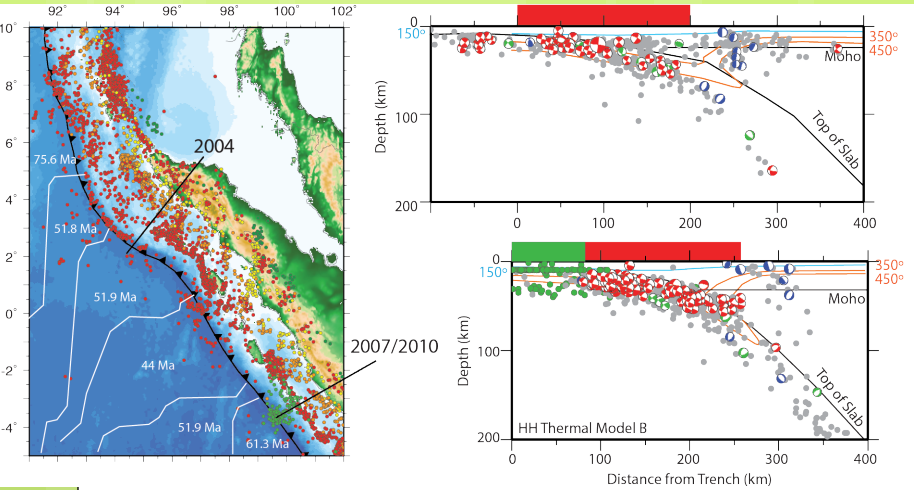 92° 94° 96° 98° 100° 102°
10°
8°
6°
4°
2°
0°
-2°
-4°
2004
75.6 Ma
51.8 Ma
51.9 Ma
44 Ma
51.9 Ma
61.3 Ma
2007/2010
0
100
200
Depth (km)
150°
350°
450°
Moho
Top of Slab
0 100 200 300 400
0
100
200
Depth (km)
150°
350°
450°
Moho
Top of Slab
HH Thermal Model B
0 100 200 300 400
Distance from Trench (km)